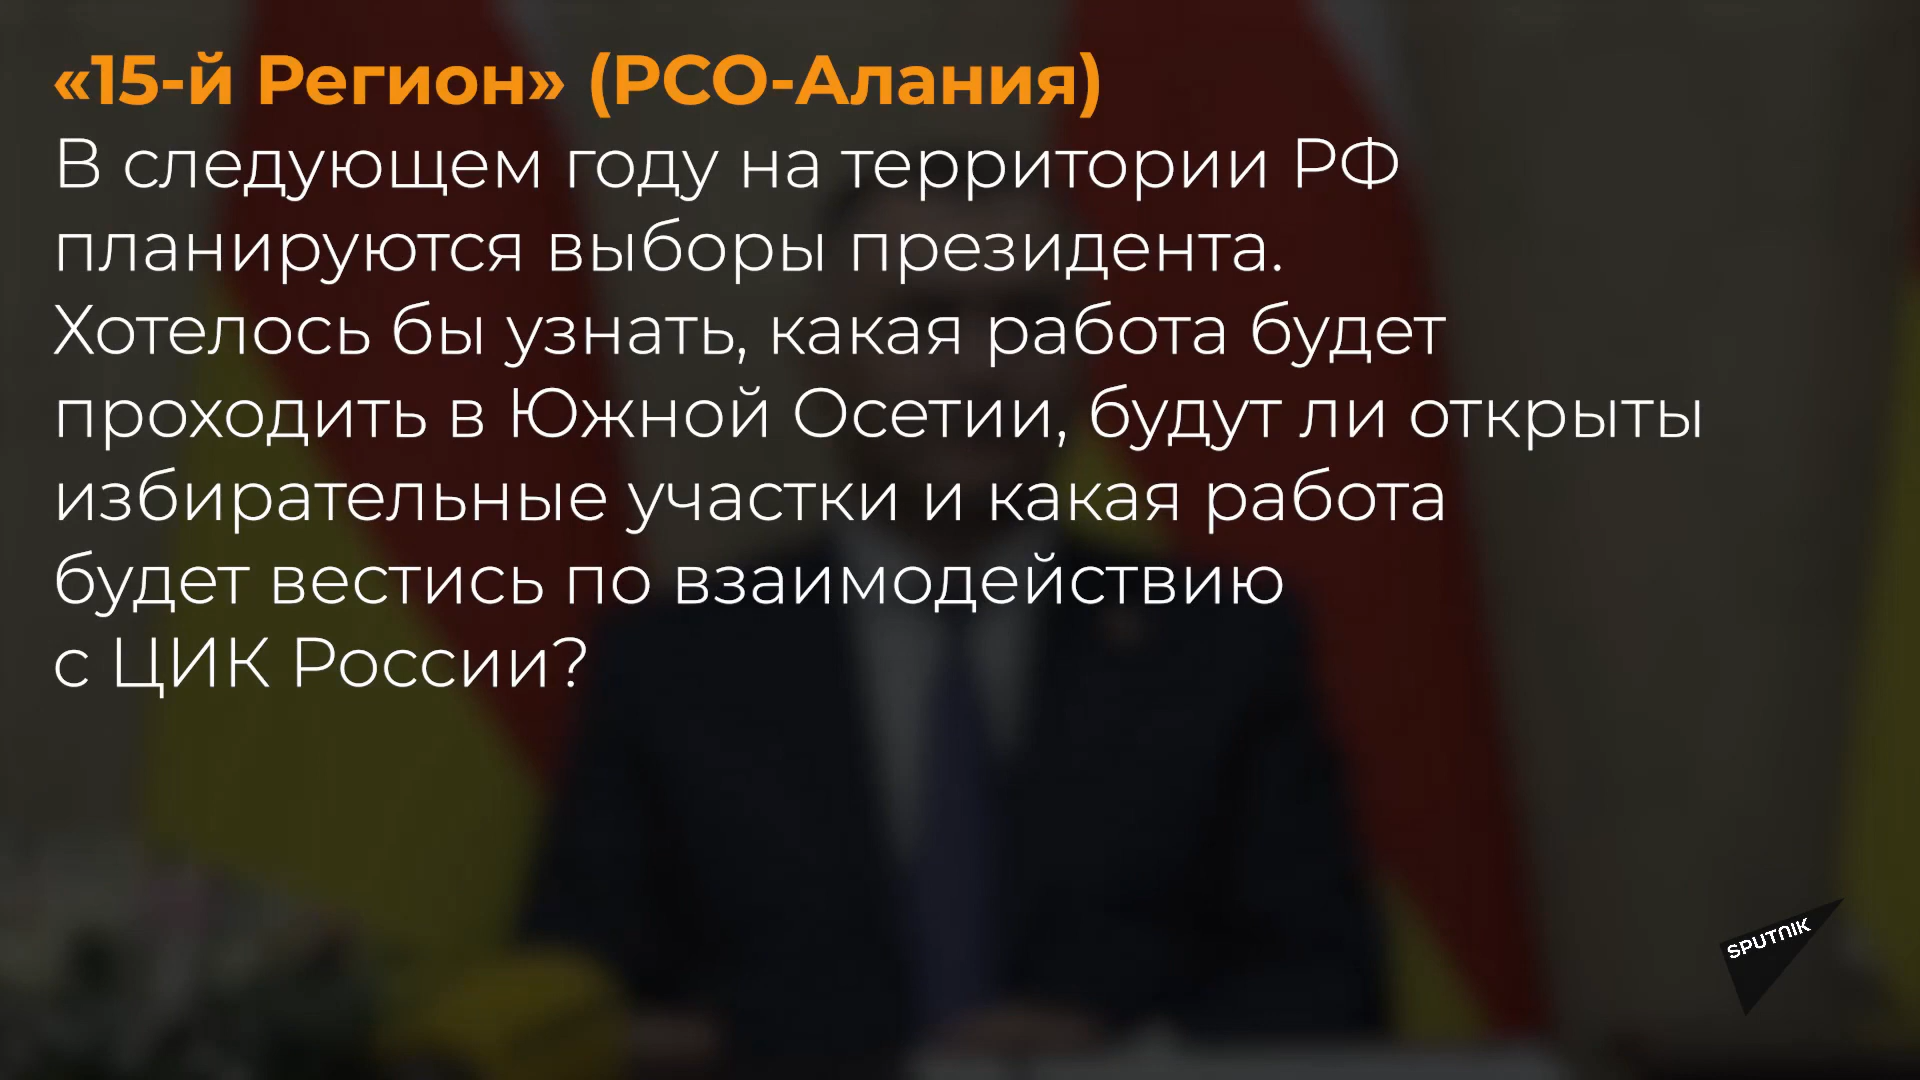 «15-й Регион» (РСО-Алания)
В следующем году на территории РФ
планируются выборы президента.
Хотелось бы узнать, какая работа будет
проходить в Южной Осетии, будут ли открыты
избирательные участки и какая работа
будет вестись по взаимодействию
с ЦИК России?
SPUTNIK